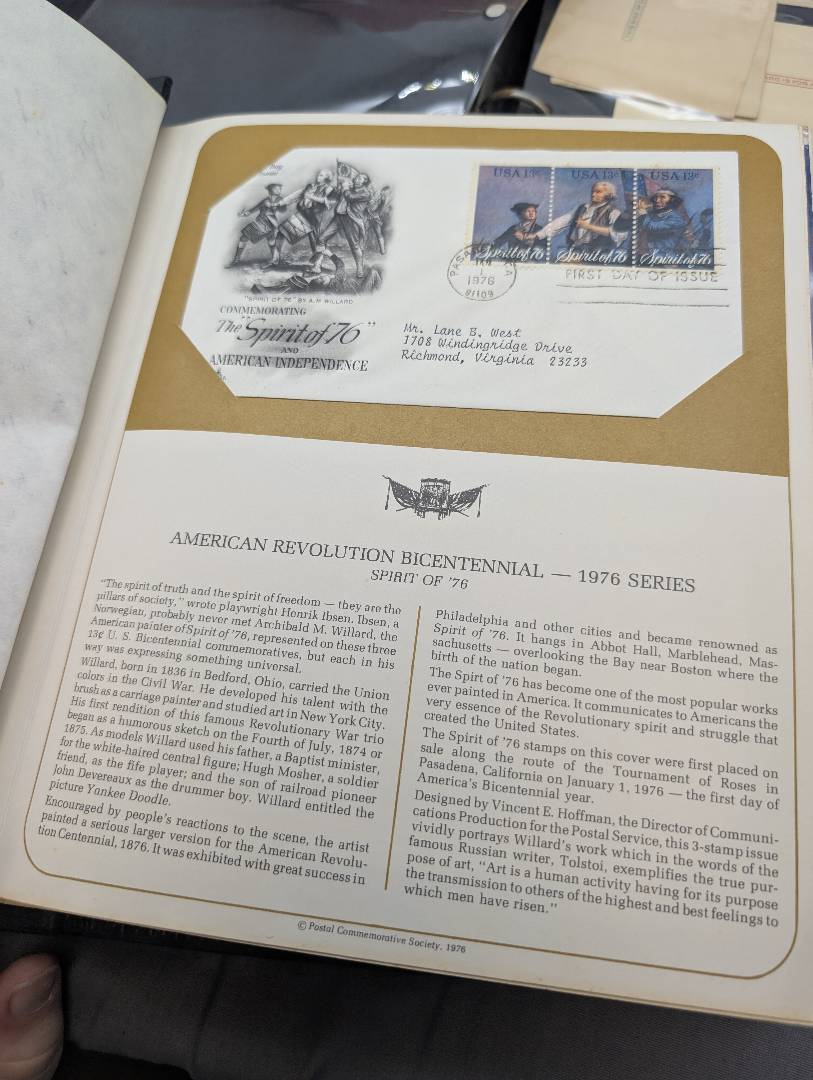 USA 13c USA 13c USA 13c
Spirit of 76 Spirit of 76 Spirit of 76
JAN
1
1976
91109
FIRST DAY OF ISSUE
"SPIRIT OF '76" BY A.M. WILLARD
COMMEMORATING
The "Spirit of '76"
AND
AMERICAN INDEPENDENCE
Mr. Lane B. West
1708 Windingridge Drive
Richmond, Virginia 23233
AMERICAN REVOLUTION BICENTENNIAL — 1976 SERIES
SPIRIT OF '76
"The spirit of truth and the spirit of freedom — they are the
pillars of society," wrote playwright Henrik Ibsen. Ibsen, a
Norwegian, probably never met Archibald M. Willard, the
American painter of Spirit of '76, represented on these three
13¢ U. S. Bicentennial commemoratives, but each in his
way was expressing something universal.
Willard, born in 1836 in Bedford, Ohio, carried the Union
colors in the Civil War. He developed his talent with the
brush as a carriage painter and studied art in New York City.
His first rendition of this famous Revolutionary War trio
began as a humorous sketch on the Fourth of July, 1874 or
1875. As models Willard used his father, a Baptist minister,
for the white-haired central figure; Hugh Mosher, a soldier
friend, as the fife player; and the son of railroad pioneer
John Devereaux as the drummer boy. Willard entitled the
picture Yankee Doodle.
Encouraged by people's reactions to the scene, the artist
painted a serious larger version for the American Revolu-
tion Centennial, 1876. It was exhibited with great success in
Philadelphia and other cities and became renowned as
Spirit of '76. It hangs in Abbot Hall, Marblehead, Mas-
sachusetts — overlooking the Bay near Boston where the
birth of the nation began.
The Spirt of '76 has become one of the most popular works
ever painted in America. It communicates to Americans the
very essence of the Revolutionary spirit and struggle that
created the United States.
The Spirit of '76 stamps on this cover were first placed on
sale along the route of the Tournament of Roses in
Pasadena, California on January 1, 1976 — the first day of
America's Bicentennial year.
Designed by Vincent E. Hoffman, the Director of Communi-
cations Production for the Postal Service, this 3-stamp issue
vividly portrays Willard's work which in the words of the
famous Russian writer, Tolstoi, exemplifies the true pur-
pose of art, "Art is a human activity having for its purpose
the transmission to others of the highest and best feelings to
which men have risen."
© Postal Commemorative Society, 1976